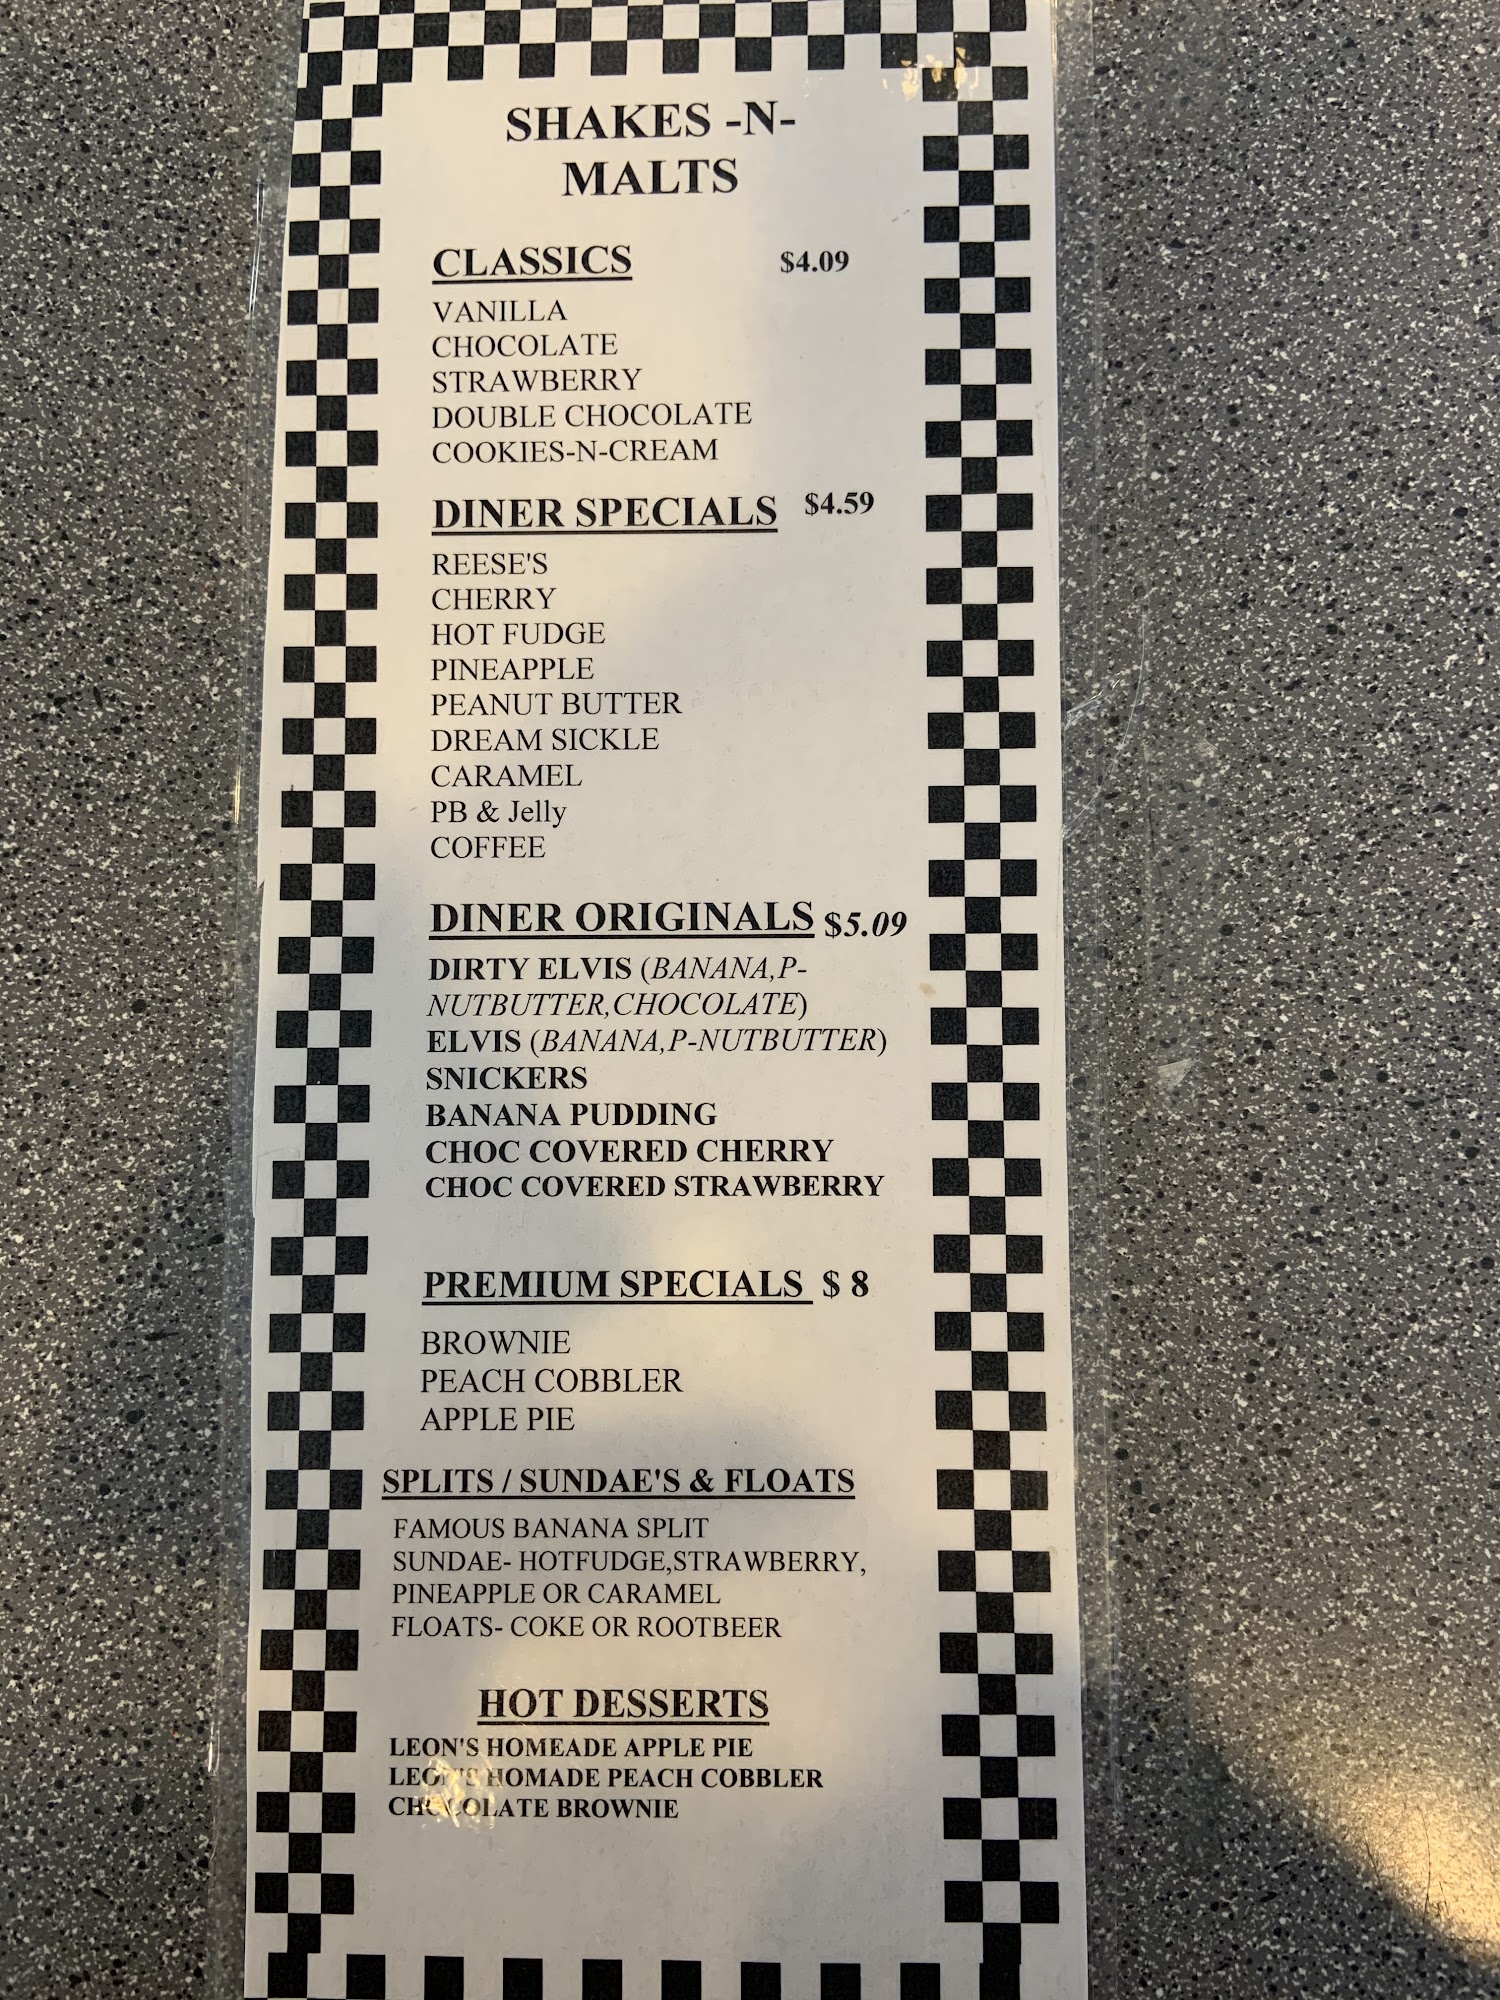 SHAKES -N-
MALTS
CLASSICS $4.09
VANILLA
CHOCOLATE
STRAWBERRY
DOUBLE CHOCOLATE
COOKIES-N-CREAM
DINER SPECIALS $4.59
REESE'S
CHERRY
HOT FUDGE
PINEAPPLE
PEANUT BUTTER
DREAM SICKLE
CARAMEL
PB & Jelly
COFFEE
DINER ORIGINALS $5.09
DIRTY ELVIS (BANANA,P-
NUTBUTTER,CHOCOLATE)
ELVIS (BANANA,P-NUTBUTTER)
SNICKERS
BANANA PUDDING
CHOC COVERED CHERRY
CHOC COVERED STRAWBERRY
PREMIUM SPECIALS $ 8
BROWNIE
PEACH COBBLER
APPLE PIE
SPLITS / SUNDAE'S & FLOATS
FAMOUS BANANA SPLIT
SUNDAE- HOTFUDGE,STRAWBERRY,
PINEAPPLE OR CARAMEL
FLOATS- COKE OR ROOTBEER
HOT DESSERTS
LEON'S HOMEADE APPLE PIE
LEON'S HOMADE PEACH COBBLER
CHOCOLATE BROWNIE